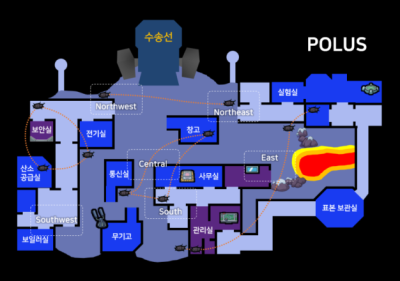 수송선
POLUS
실험실
Northwest
Northeast
보안실
전기실
창고
Central
East
산소
공급실
통신실
사무실
Southwest
South
표본 보관실
보일러실
무기고
관리실